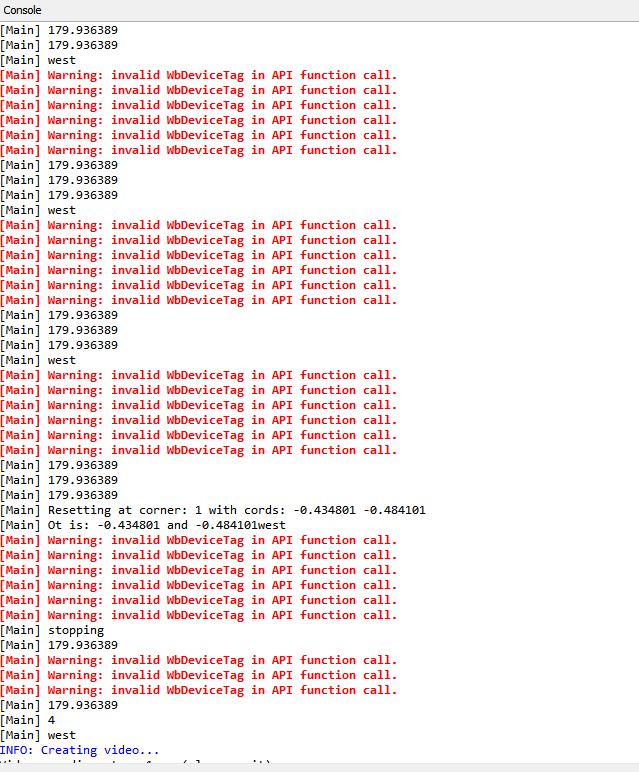 Console
[Main] 179.936389
[Main] 179.936389
[Main] west
[Main] Warning: invalid WbDeviceTag in API function call.
[Main] Warning: invalid WbDeviceTag in API function call.
[Main] Warning: invalid WbDeviceTag in API function call.
[Main] Warning: invalid WbDeviceTag in API function call.
[Main] Warning: invalid WbDeviceTag in API function call.
[Main] Warning: invalid WbDeviceTag in API function call.
[Main] 179.936389
[Main] 179.936389
[Main] 179.936389
[Main] west
[Main] Warning: invalid WbDeviceTag in API function call.
[Main] Warning: invalid WbDeviceTag in API function call.
[Main] Warning: invalid WbDeviceTag in API function call.
[Main] Warning: invalid WbDeviceTag in API function call.
[Main] Warning: invalid WbDeviceTag in API function call.
[Main] Warning: invalid WbDeviceTag in API function call.
[Main] 179.936389
[Main] 179.936389
[Main] 179.936389
[Main] west
[Main] Warning: invalid WbDeviceTag in API function call.
[Main] Warning: invalid WbDeviceTag in API function call.
[Main] Warning: invalid WbDeviceTag in API function call.
[Main] Warning: invalid WbDeviceTag in API function call.
[Main] Warning: invalid WbDeviceTag in API function call.
[Main] Warning: invalid WbDeviceTag in API function call.
[Main] 179.936389
[Main] 179.936389
[Main] 179.936389
[Main] Resetting at corner: 1 with cords: -0.434801 -0.484101
[Main] Ot is: -0.434801 and -0.484101west
[Main] Warning: invalid WbDeviceTag in API function call.
[Main] Warning: invalid WbDeviceTag in API function call.
[Main] Warning: invalid WbDeviceTag in API function call.
[Main] Warning: invalid WbDeviceTag in API function call.
[Main] Warning: invalid WbDeviceTag in API function call.
[Main] Warning: invalid WbDeviceTag in API function call.
[Main] stopping
[Main] 179.936389
[Main] Warning: invalid WbDeviceTag in API function call.
[Main] Warning: invalid WbDeviceTag in API function call.
[Main] Warning: invalid WbDeviceTag in API function call.
[Main] 179.936389
[Main] 4
[Main] west
INFO: Creating video...